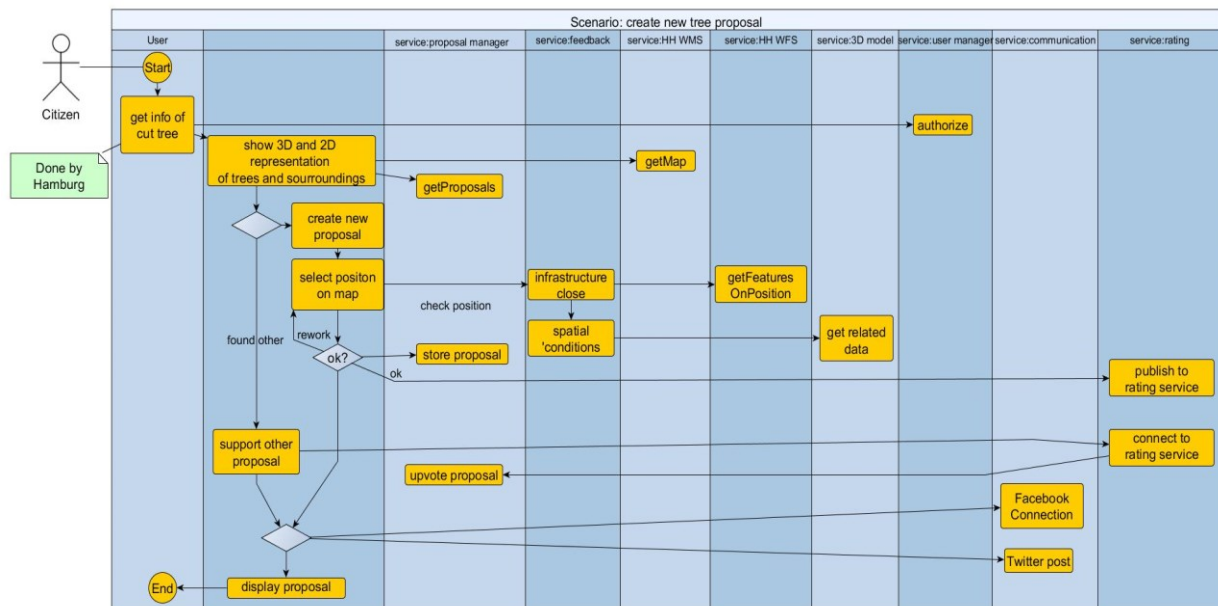 Scenario: create new tree proposal
User
service:proposal manager
service:feedback
service:HH WMS
service:HH WFS
service:3D model
service:user manager
service:communication
service:rating
Start
Citizen
get info of
cut tree
authorize
Done by
Hamburg
show 3D and 2D
representation
of trees and sourroundings
getMap
getProposals
create new
proposal
select positon
on map
infrastructure
close
getFeatures
OnPosition
check position
spatial
'conditions
get related
data
rework
found other
ok?
store proposal
ok
publish to
rating service
support other
proposal
connect to
rating service
upvote proposal
Facebook
Connection
Twitter post
End
display proposal